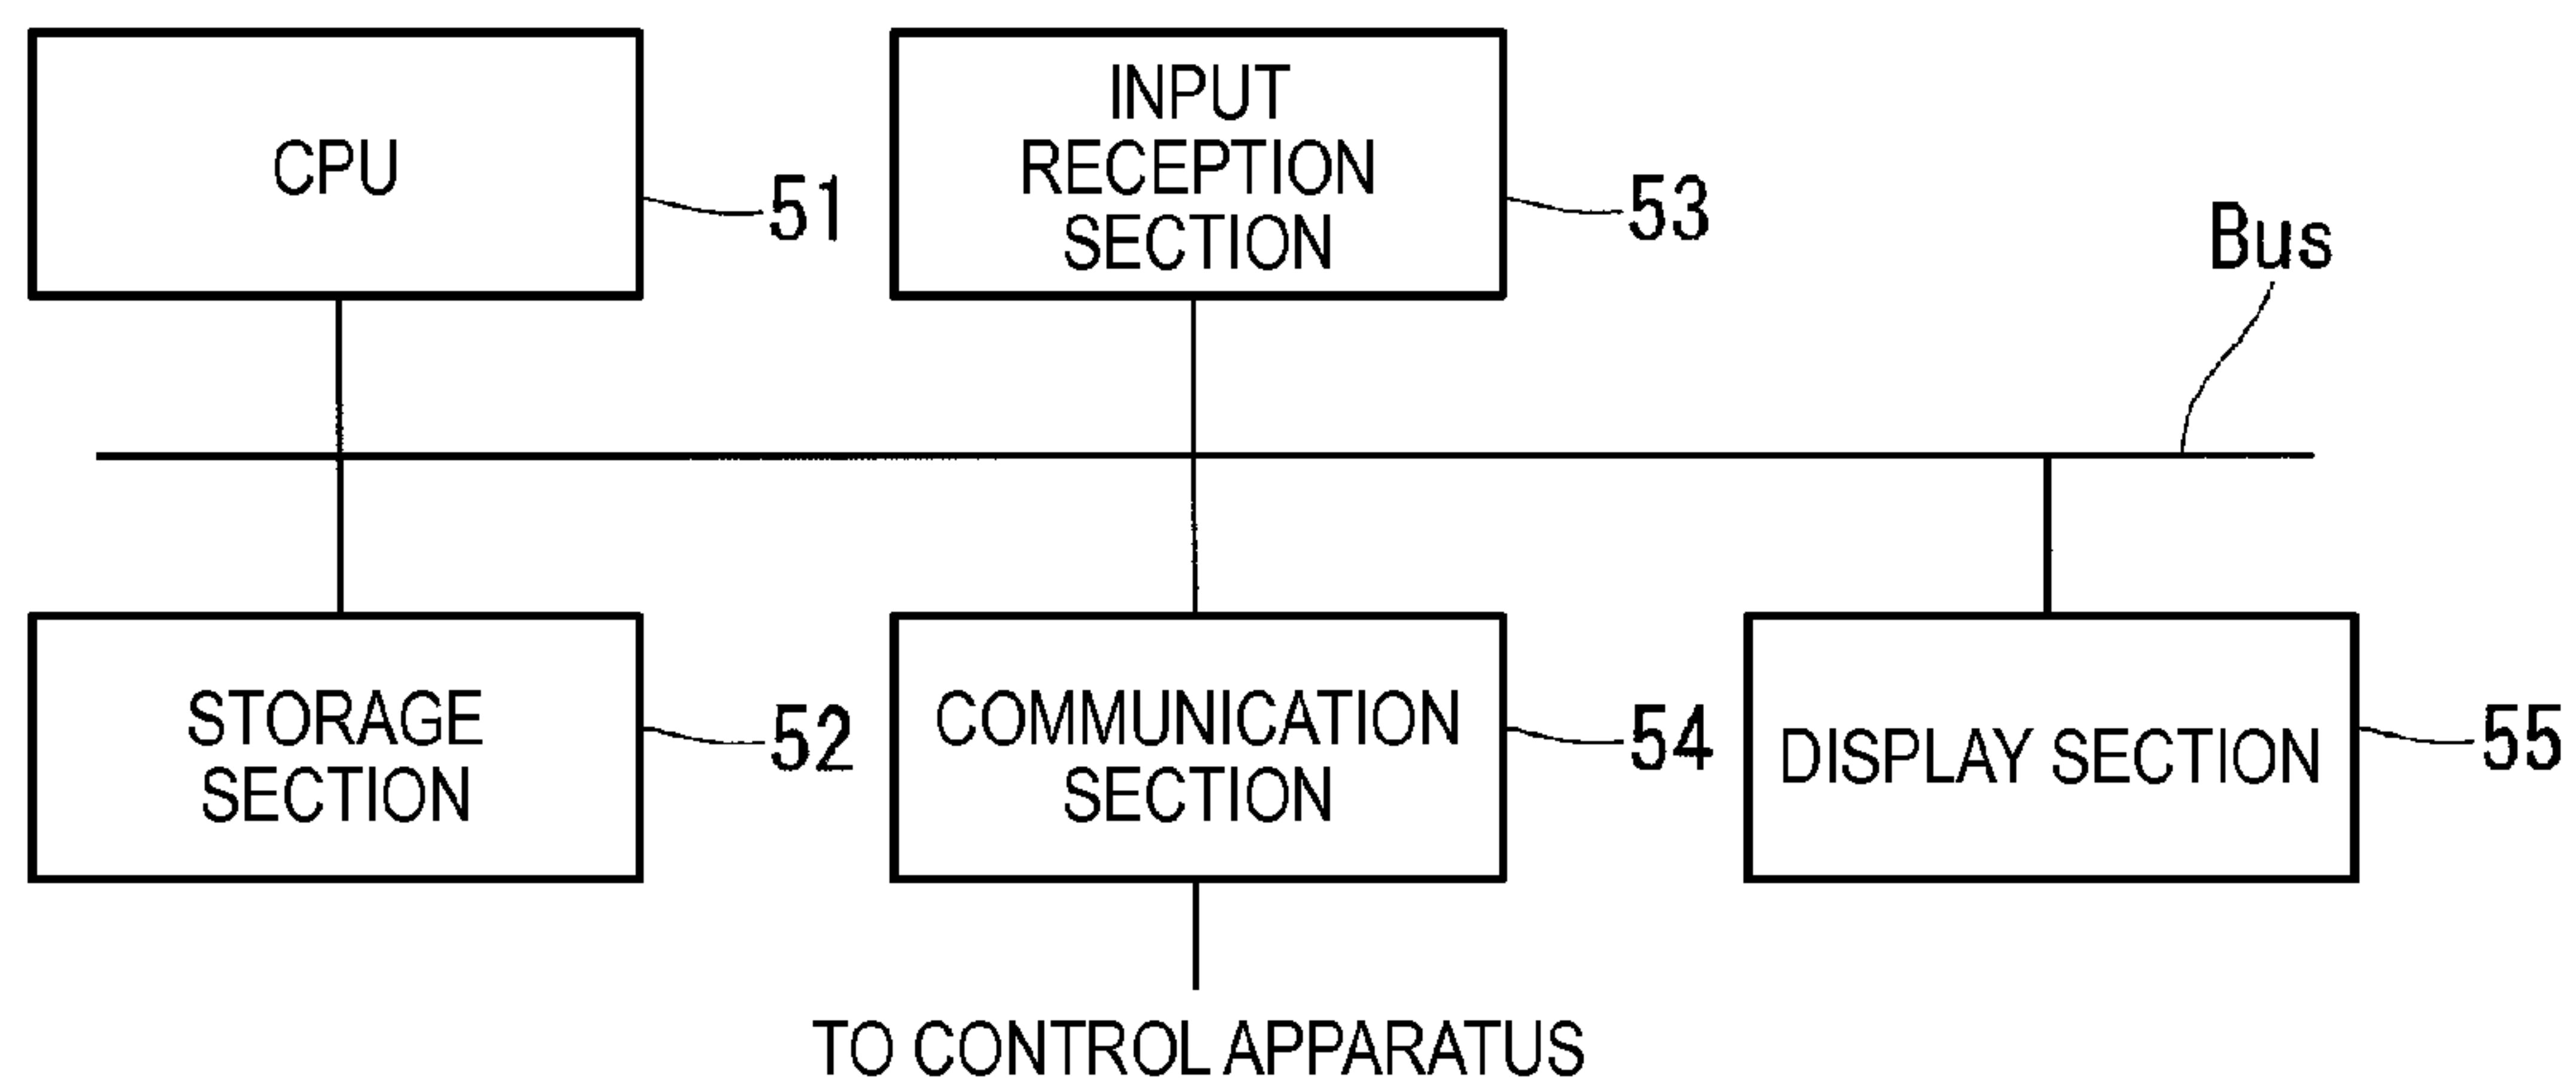 CPU
51
INPUT
RECEPTION
SECTION
53
Bus
STORAGE
SECTION
52
COMMUNICATION
SECTION
54
DISPLAY SECTION
55
TO CONTROL APPARATUS